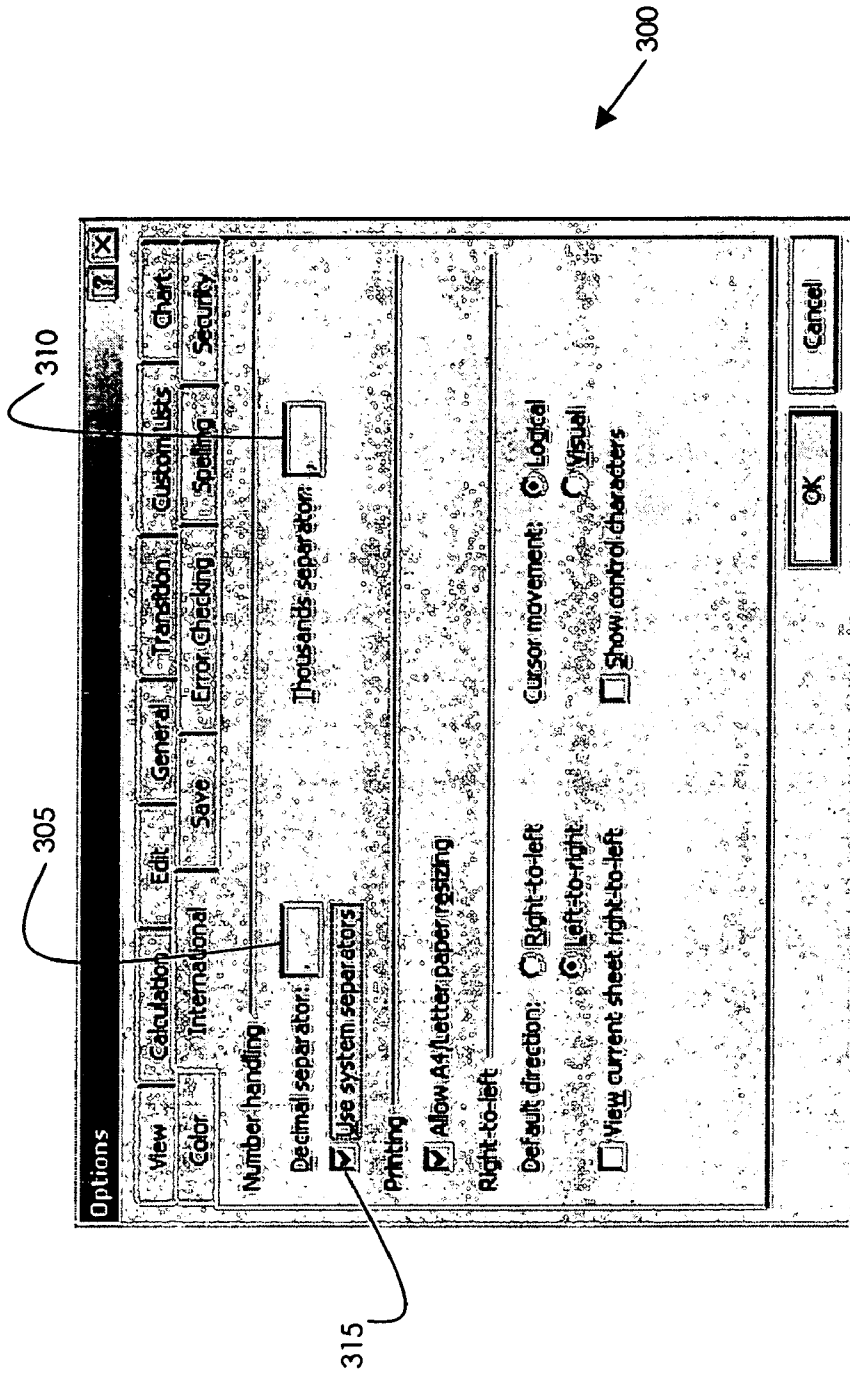 Options
View Calculation Edit General Transition Custom Lists Chart
Color International Save Error Checking Spelling Security
Number handling
Decimal separator: Thousands separator: ,
Use system separators
Printing
Allow A4/Letter paper resizing
Right-to-left
Default direction: Right-to-left Cursor movement: Logical
Left-to-right Visual
View current sheet right-to-left Show control characters
OK Cancel
305
310
315
300